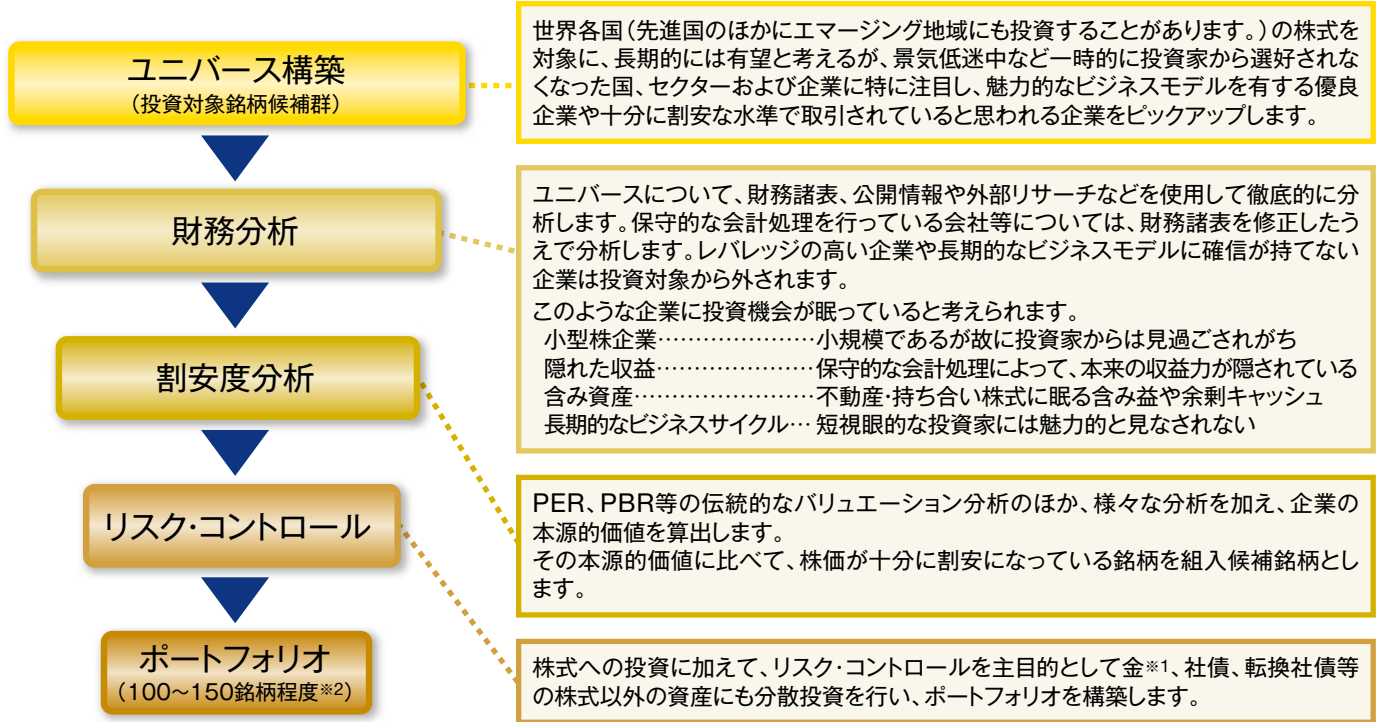 ユニバース構築
(投資対象銘柄候補群)
世界各国(先進国のほかにエマージング地域にも投資することがあります。)の株式を
対象に、長期的には有望と考えるが、景気低迷中など一時的に投資家から選好されな
くなった国、セクターおよび企業に特に注目し、魅力的なビジネスモデルを有する優良
企業や十分に割安な水準で取引されていると思われる企業をピックアップします。
財務分析
ユニバースについて、財務諸表、公開情報や外部リサーチなどを使用して徹底的に分
析します。保守的な会計処理を行っている会社等については、財務諸表を修正したう
えで分析します。レバレッジの高い企業や長期的なビジネスモデルに確信が持てない
企業は投資対象から外されます。
このような企業に投資機会が眠っていると考えられます。
小型株企業…………………小規模であるが故に投資家からは見過ごされがち
隠れた収益…………………保守的な会計処理によって、本来の収益力が隠されている
含み資産……………………不動産・持ち合い株式に眠る含み益や余剰キャッシュ
長期的なビジネスサイクル…短視眼的な投資家には魅力的と見なされない
割安度分析
PER、PBR等の伝統的なバリュエーション分析のほか、様々な分析を加え、企業の
本源的価値を算出します。
その本源的価値に比べて、株価が十分に割安になっている銘柄を組入候補銘柄とし
ます。
リスク・コントロール
株式への投資に加えて、リスク・コントロールを主目的として金※1、社債、転換社債等
の株式以外の資産にも分散投資を行い、ポートフォリオを構築します。
ポートフォリオ
(100～150銘柄程度※2)